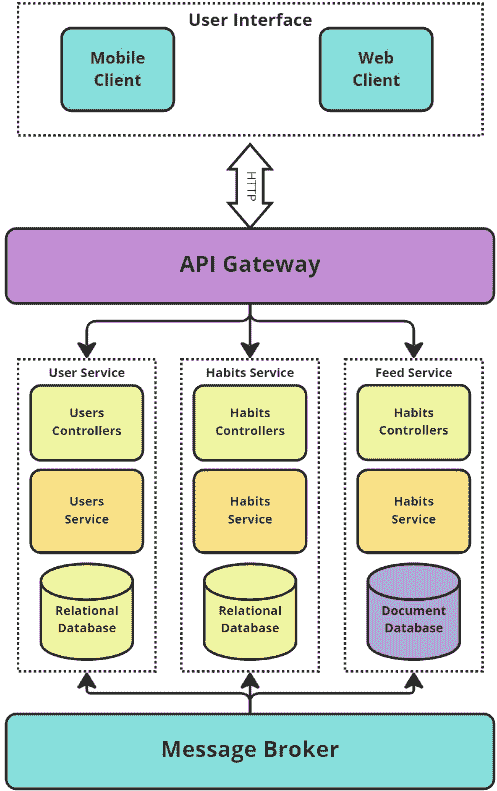 User Interface
Mobile
Client
Web
Client
HTTP
API Gateway
User Service
Users
Controllers
Users
Service
Relational
Database
Habits Service
Habits
Controllers
Habits
Service
Relational
Database
Feed Service
Habits
Controllers
Habits
Service
Document
Database
Message Broker